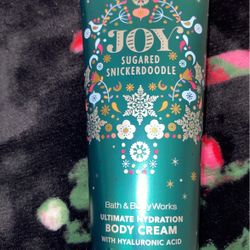 JOY
SUGARED
SNICKERDOODLE
Bath & Body Works
ULTIMATE HYDRATION
BODY CREAM
WITH HYALURONIC ACID